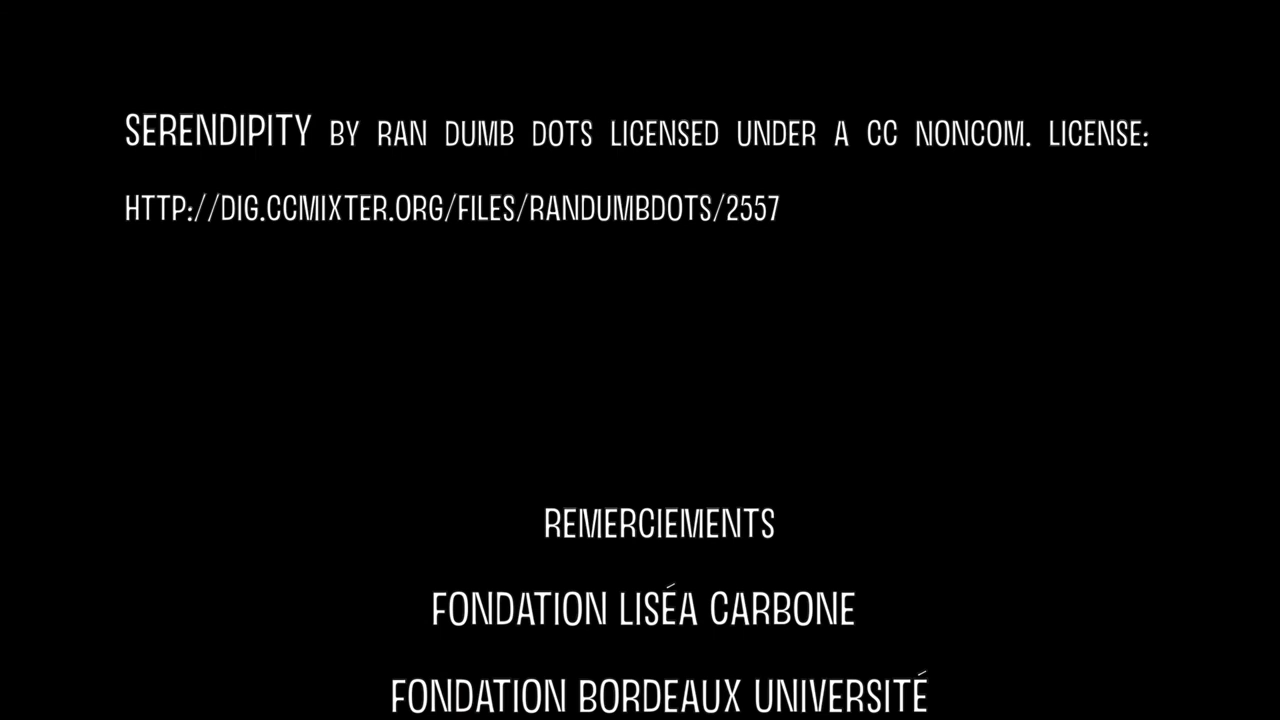 SERENDIPITY BY RAN DUMB DOTS LICENSED UNDER A CC NONCOM. LICENSE:
HTTP://DIG.CCMIXTER.ORG/FILES/RANDUMBDOTS/2557
REMERCIEMENTS
FONDATION LISÉA CARBONE
FONDATION BORDEAUX UNIVERSITÉ